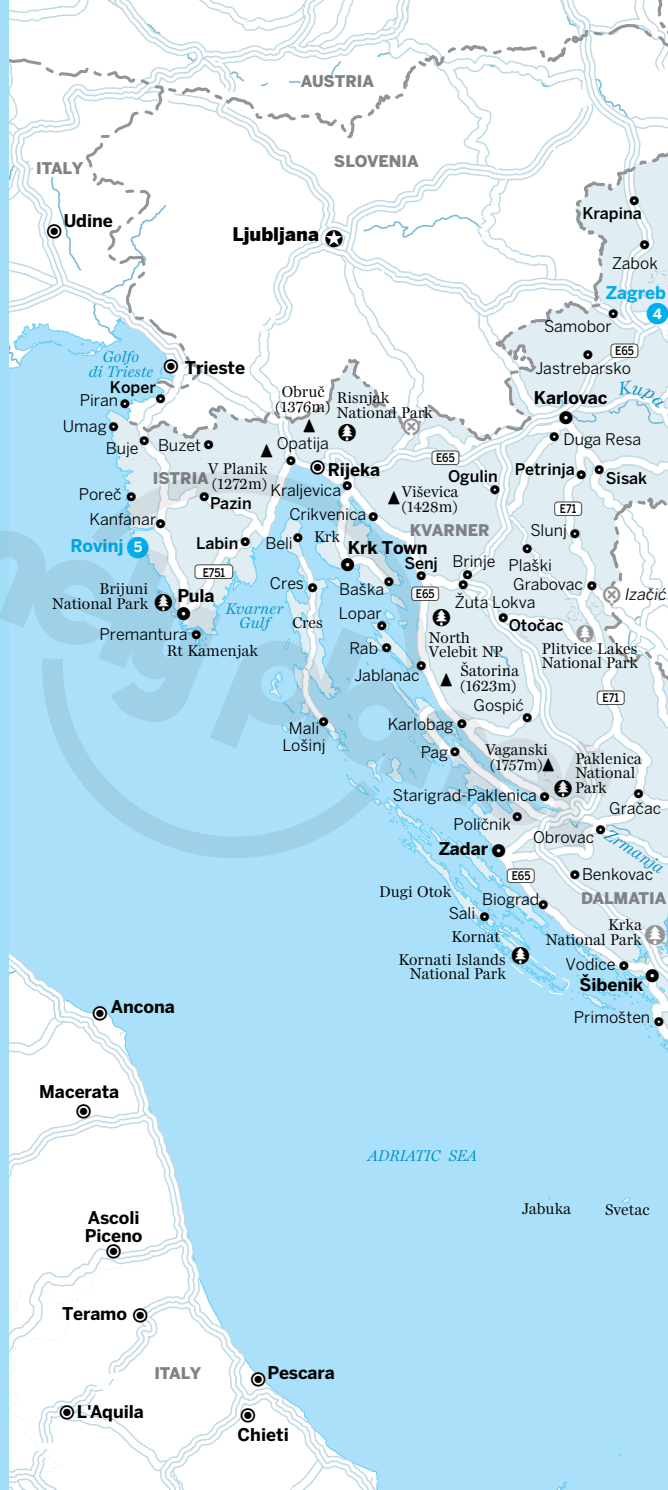 AUSTRIA
ITALY
SLOVENIA
Udine
Ljubljana
Krapina
Zabok
Zagreb
4
Samobor
E65
Jastrebarsko
Golfo
di Trieste
Trieste
Koper
Piran
Umag
Buje
Buzet
Obruč
(1376m)
Risnjak
National Park
Kupa
Karlovac
Duga Resa
Opatija
Rijeka
E65
V Planik
(1272m)
ISTRIA
Poreč
Pazin
Kanfanar
Kraljevica
Crikvenica
Viševica
(1428m)
Ogulin
Petrinja
Sisak
E71
KVARNER
Slunj
Rovinj 5
Labin
Beli
Krk
Krk Town
Senj
Brinje
Plaški
Grabovac
Izačić
E751
Brijuni
National Park
Pula
Kvarner
Gulf
Cres
Cres
Baška
E65
Žuta Lokva
Otočac
Premantura
Rt Kamenjak
Lopar
Rab
North
Velebit NP
Plitvice Lakes
National Park
Jablanac
Šatorina
(1623m)
E71
Gospić
Mali
Lošinj
Karlobag
Pag
Vaganski
(1757m)
Paklenica
National
Park
Starigrad-Paklenica
Gračac
Poličnik
Obrovac
Zrmanja
Zadar
E65
Benkovac
Dugi Otok
Biograd
DALMATIA
Sali
Krka
National Park
Kornat
Kornati Islands
National Park
Vodice
Šibenik
Primošten
Ancona
Macerata
ADRIATIC SEA
Jabuka
Svetac
Ascoli
Piceno
Teramo
ITALY
Pescara
L'Aquila
Chieti